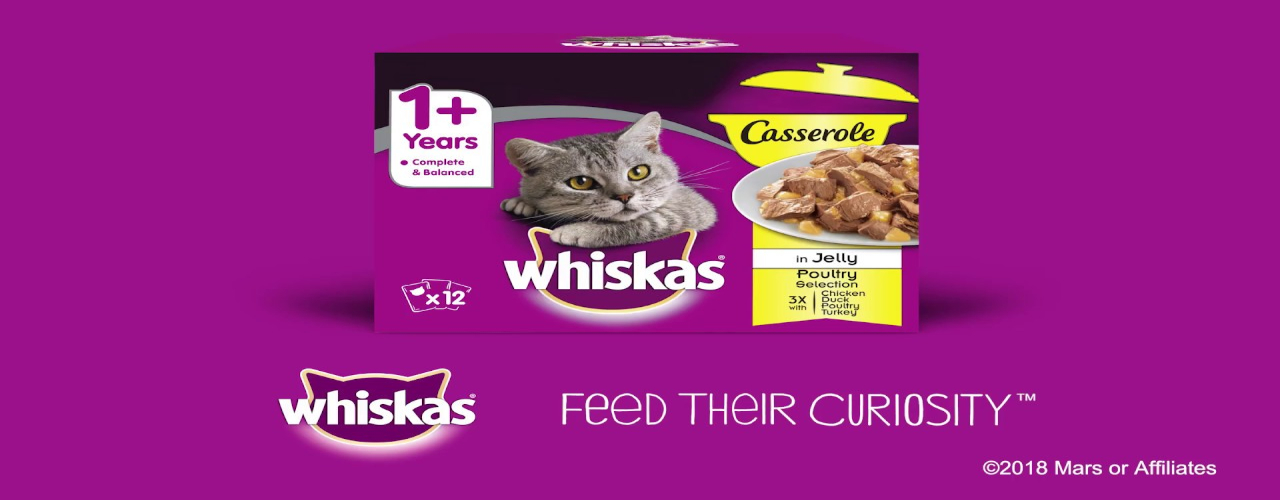 whiskas
1+
Years
• Complete
& Balanced
Casserole
whiskas®
x12
in Jelly
Poultry
Selection
3X
with
Chicken
Duck
Poultry
Turkey
whiskas®
FEED THEIR CURIOSITY™
©2018 Mars or Affiliates